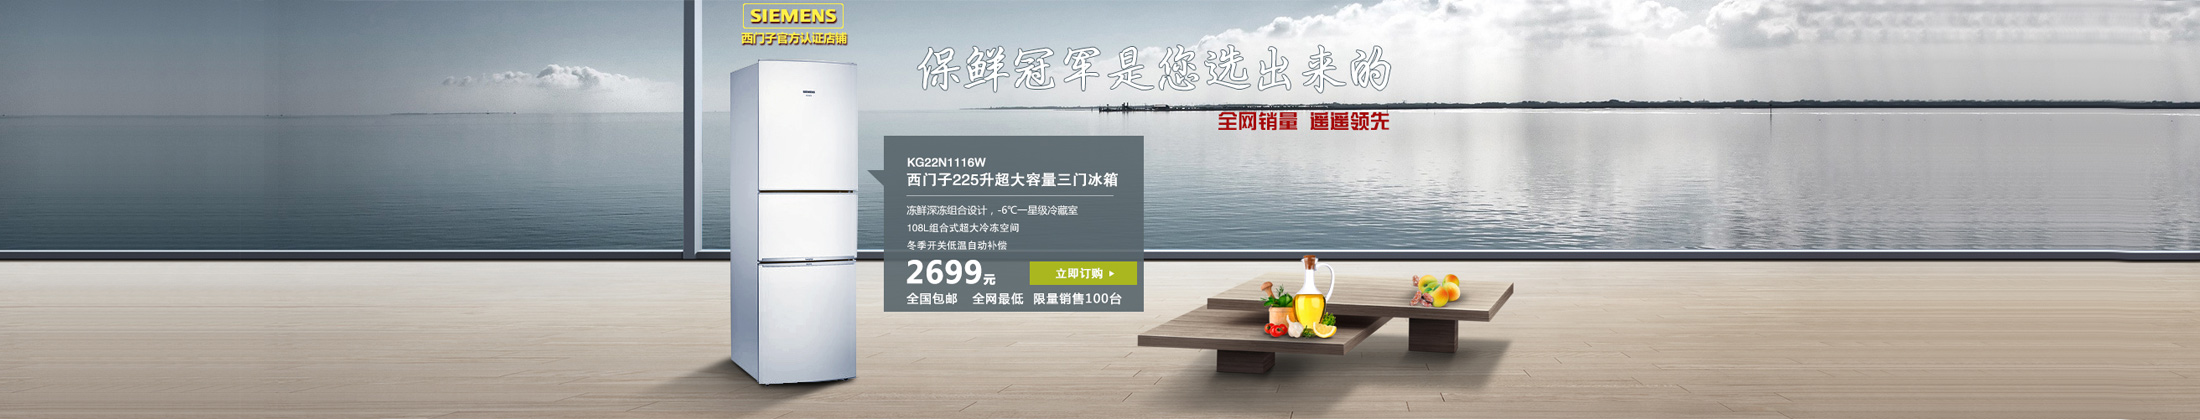 SIEMENS
西门子官方认证店铺
保鲜冠军是您选出来的
全网销量 遥遥领先
SIEMENS
KG22N1116W
西门子225升超大容量三门冰箱
冻鲜深冻组合设计，-6℃一星级冷藏室
108L组合式超大冷冻空间
冬季开关低温自动补偿
2699元
立即订购
全国包邮 全网最低 限量销售100台